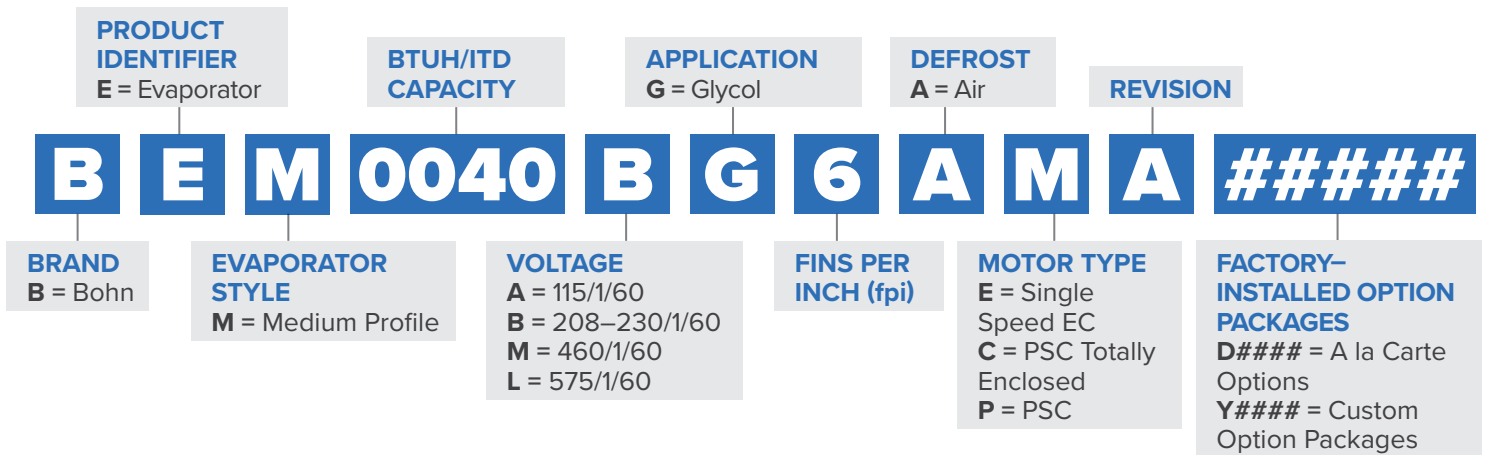 PRODUCT
IDENTIFIER
E = Evaporator
BTUH/ITD
CAPACITY
APPLICATION
G = Glycol
DEFROST
A = Air
REVISION
B E M 0040 B G 6 A M A #####
BRAND
B = Bohn
EVAPORATOR
STYLE
M = Medium Profile
VOLTAGE
A = 115/1/60
B = 208–230/1/60
M = 460/1/60
L = 575/1/60
FINS PER
INCH (fpi)
MOTOR TYPE
E = Single
Speed EC
C = PSC Totally
Enclosed
P = PSC
FACTORY–
INSTALLED OPTION
PACKAGES
D#### = A la Carte
Options
Y#### = Custom
Option Packages